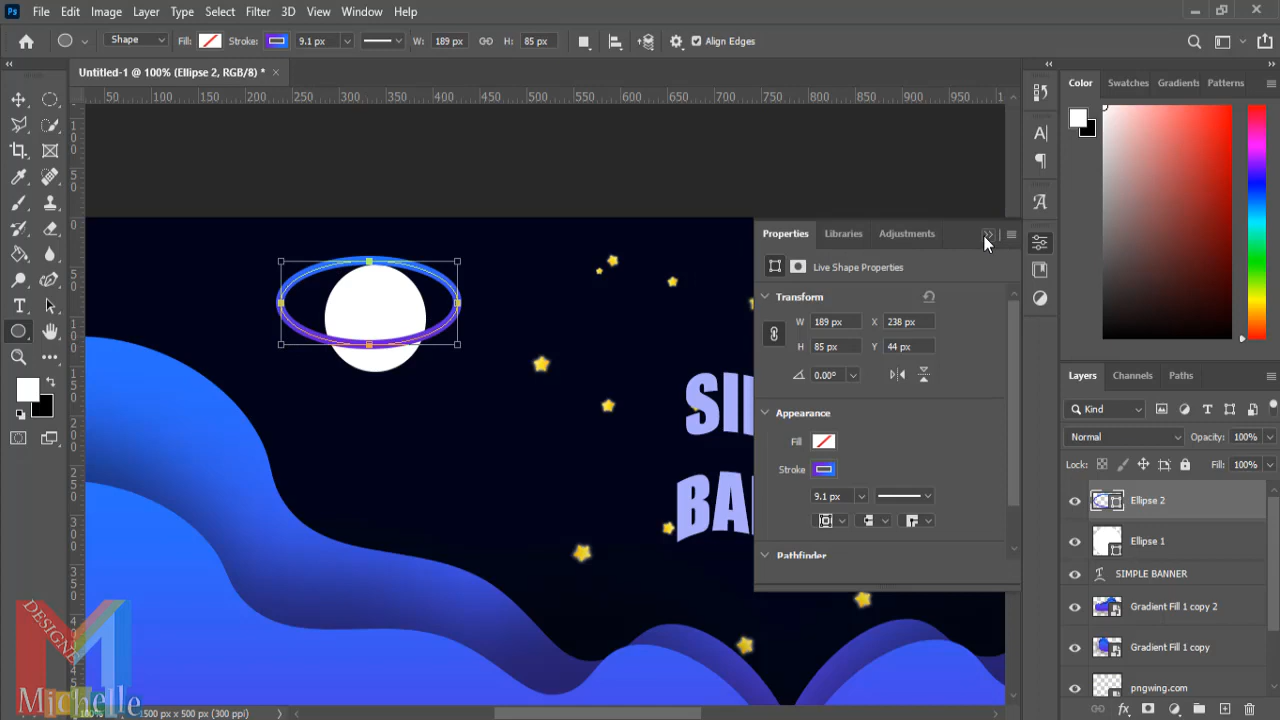 Ps File Edit Image Layer Type Select Filter 3D View Window Help
Shape Fill: Stroke: 9.1 px W: 189 px H: 85 px Align Edges
Untitled-1 @ 100% (Ellipse 2, RGB/8) * ×
50 100 150 200 250 300 350 400 450 500 550 600 650 700 750 800 850 900 950 1
Color Swatches Gradients Patterns
Properties Libraries Adjustments
Live Shape Properties
Transform
W 189 px X 238 px
H 85 px Y 44 px
0.00°
Appearance
Fill
Stroke
9.1 px
Pathfinder
SI
BA
Layers Channels Paths
Kind
Normal Opacity: 100%
Lock: Fill: 100%
Ellipse 2
Ellipse 1
SIMPLE BANNER
Gradient Fill 1 copy 2
Gradient Fill 1 copy
pngwing.com
DESIGNE
M
Michelle
100% 1500 px x 500 px (300 ppi)